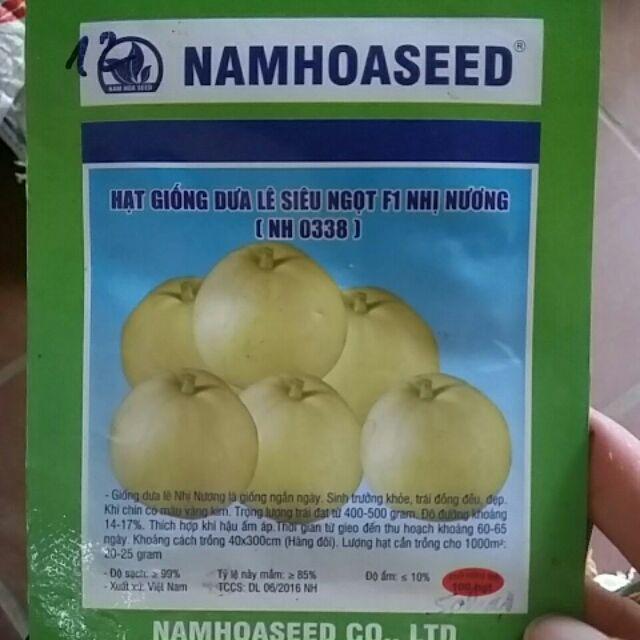 12
NAM HOA SEED
NAMHOASEED®
HẠT GIỐNG DƯA LÊ SIÊU NGỌT F1 NHỊ NƯƠNG
( NH 0338 )
- Giống dưa lê Nhị Nương là giống ngắn ngày. Sinh trưởng khỏe, trái đồng đều, đẹp.
Khi chín có màu vàng kim. Trọng lượng trái đạt từ 400-500 gram. Độ đường khoảng
14-17%. Thích hợp khí hậu ấm áp.Thời gian từ gieo đến thu hoạch khoảng 60-65
ngày. Khoảng cách trồng 40x300cm (Hàng đôi). Lượng hạt cần trồng cho 1000m²:
20-25 gram
- Độ sạch: ≥ 99% Tỷ lệ nảy mầm: ≥ 85% Độ ẩm: ≤ 10%
- Xuất xứ: Việt Nam TCCS: DL 06/2016 NH
NAMHOASEED CO., LTD